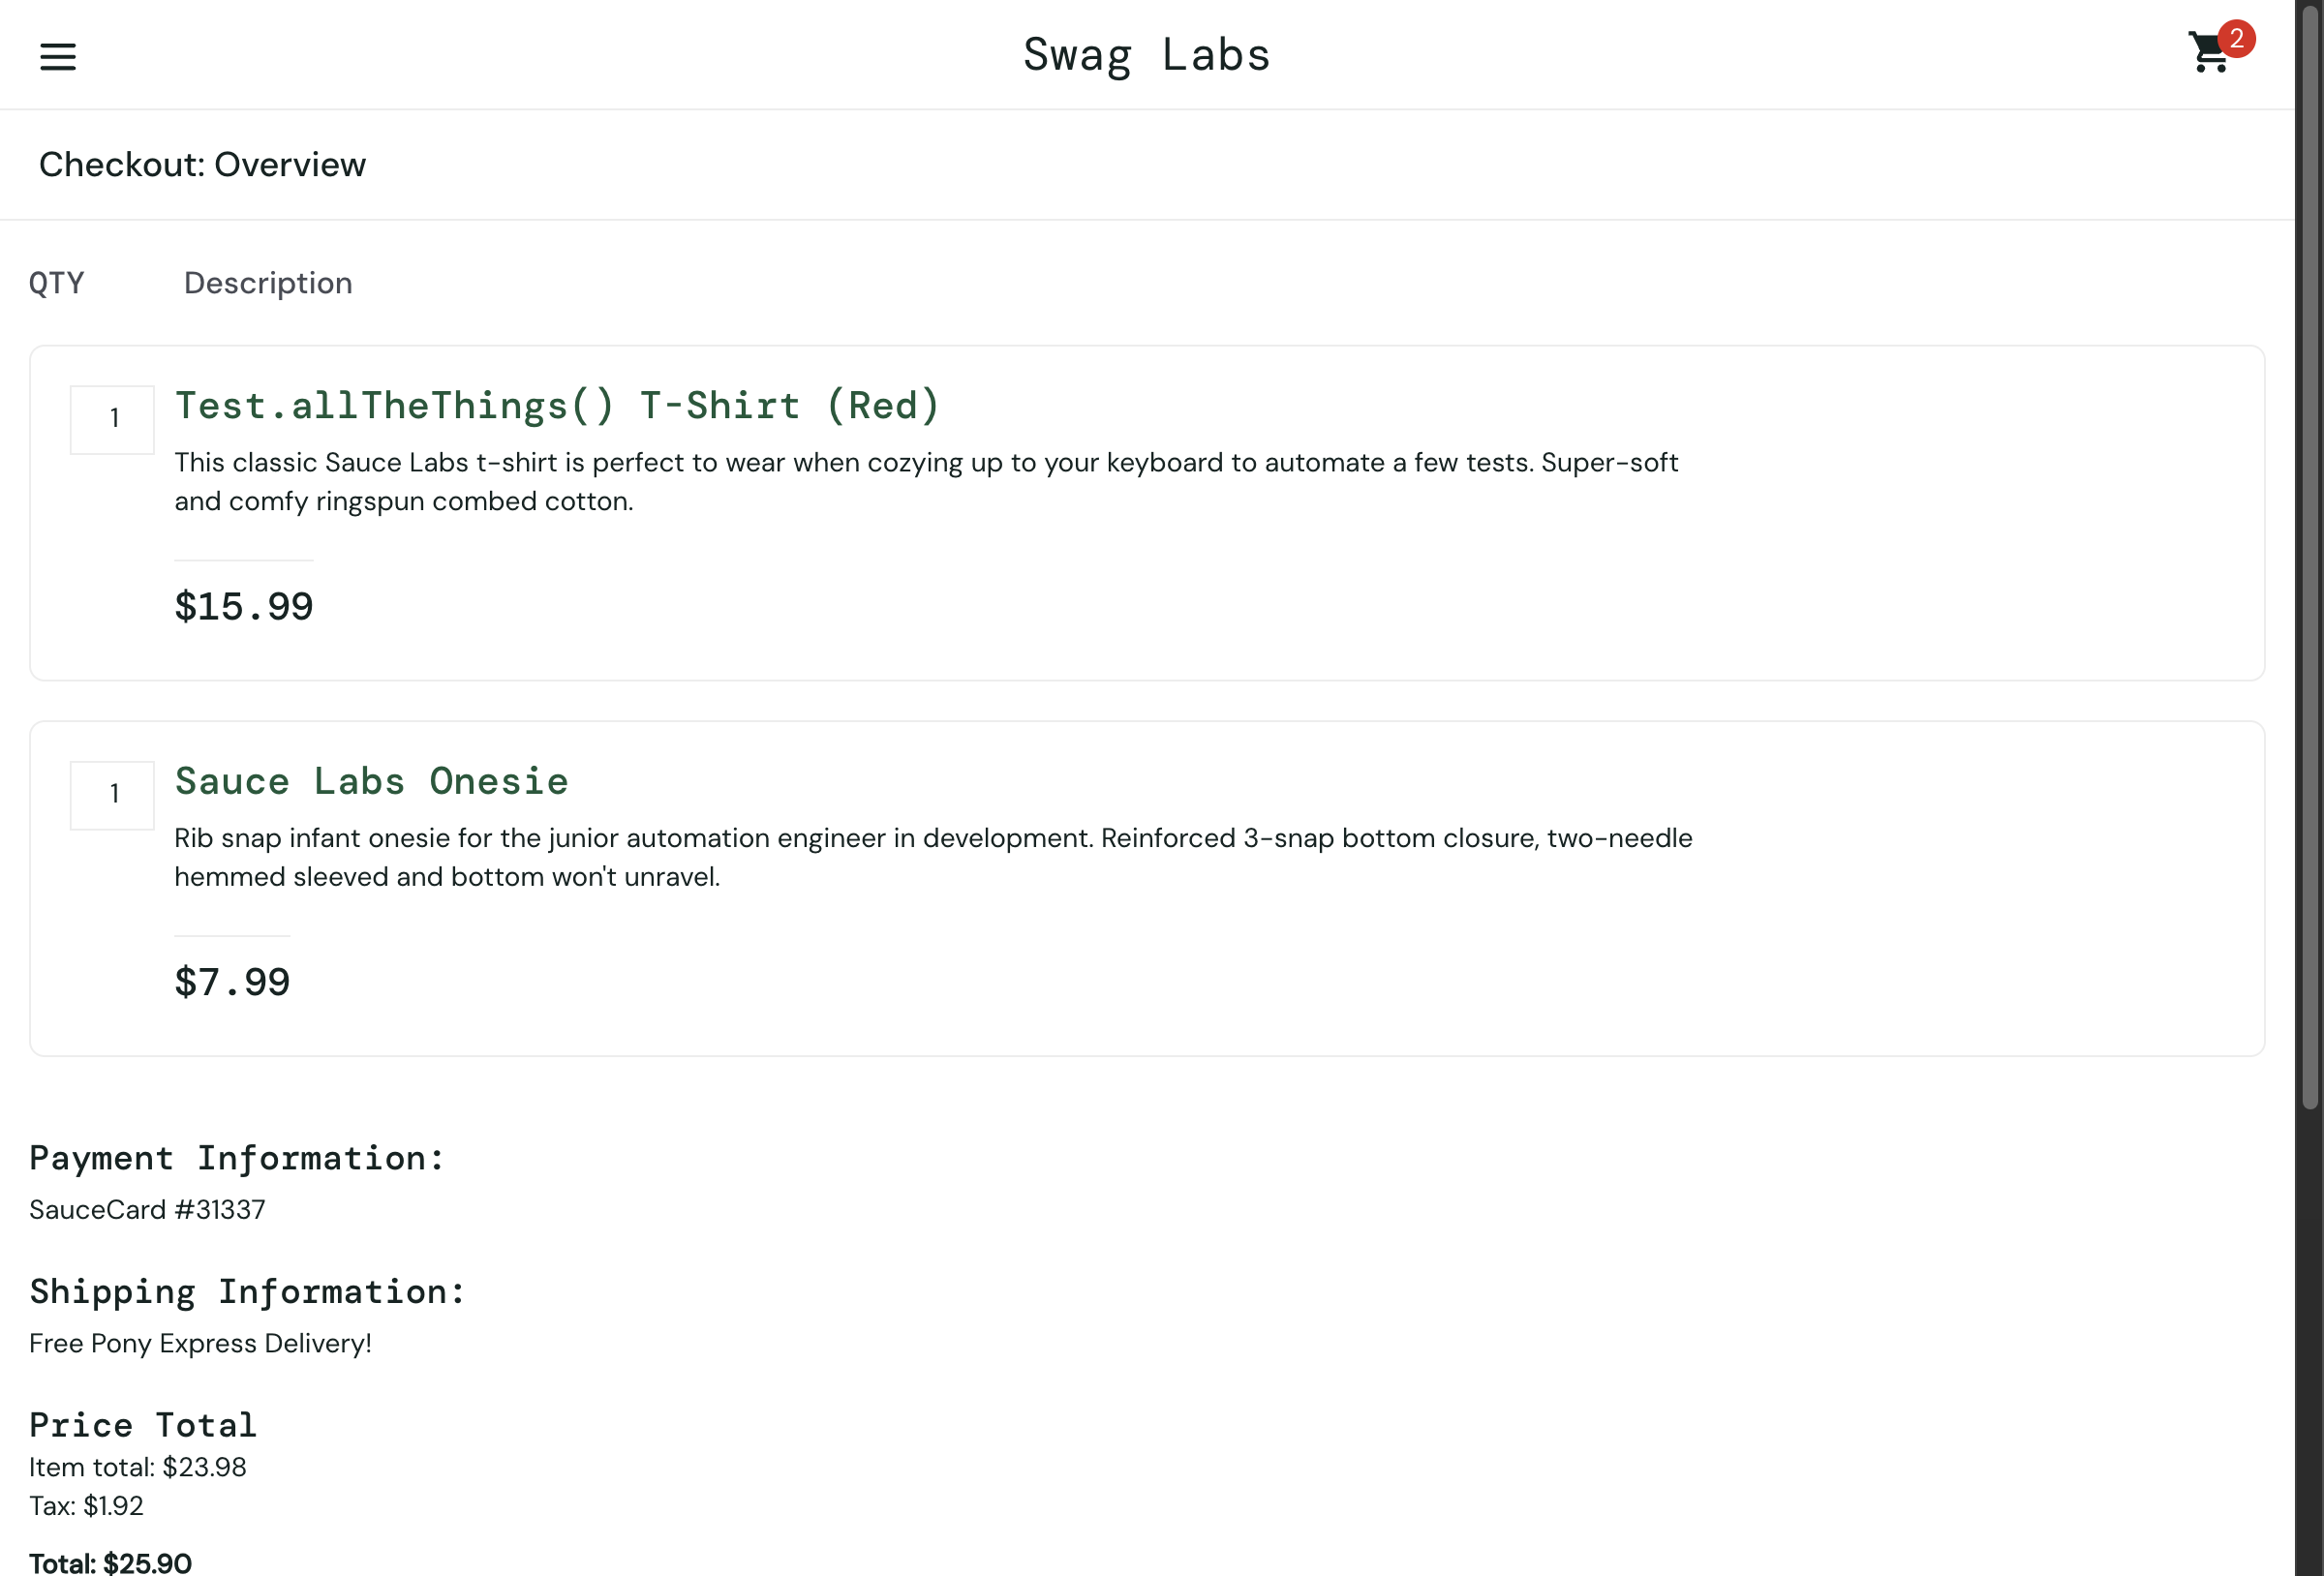 Swag Labs
2
Checkout: Overview
QTY Description
1
Test.allTheThings() T-Shirt (Red)
This classic Sauce Labs t-shirt is perfect to wear when cozying up to your keyboard to automate a few tests. Super-soft
and comfy ringspun combed cotton.
$15.99
1
Sauce Labs Onesie
Rib snap infant onesie for the junior automation engineer in development. Reinforced 3-snap bottom closure, two-needle
hemmed sleeved and bottom won't unravel.
$7.99
Payment Information:
SauceCard #31337
Shipping Information:
Free Pony Express Delivery!
Price Total
Item total: $23.98
Tax: $1.92
Total: $25.90